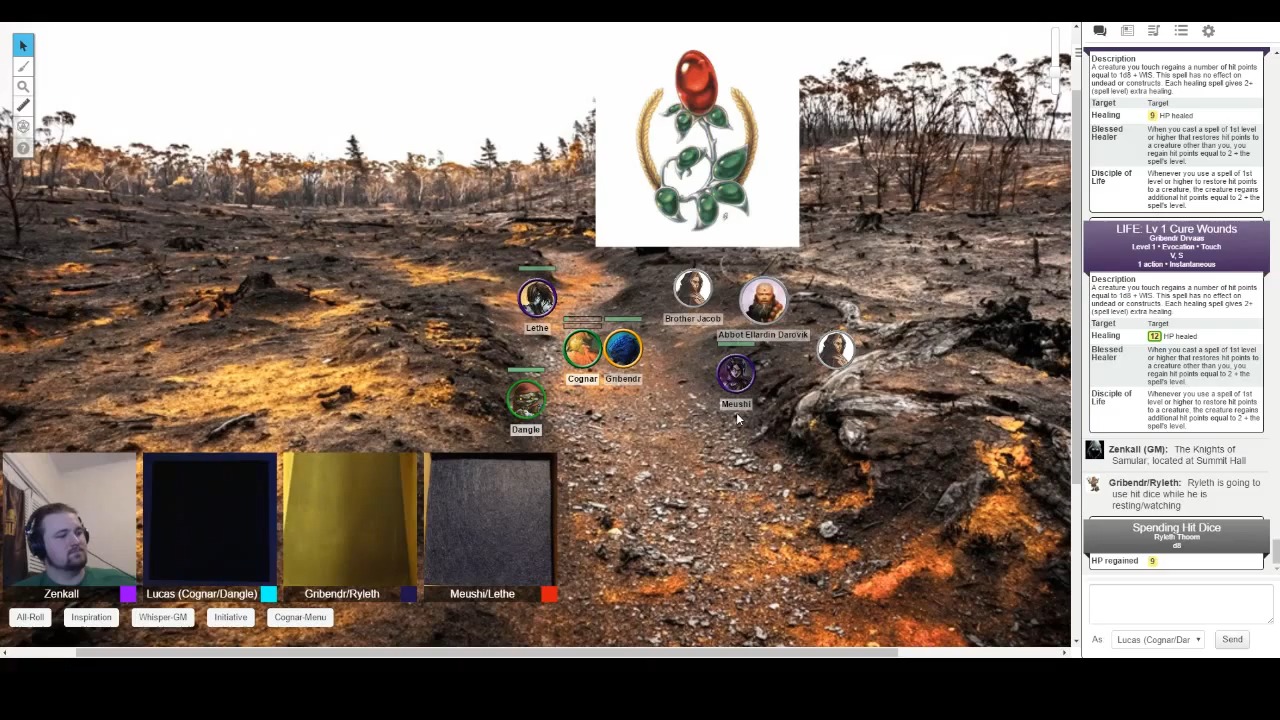 Lethe
Brother Jacob
Abbot Ellardin Darovik
Cognar
Gribendr
Meushi
Dangle
Zenkall
Lucas (Cognar/Dangle)
Gribendr/Ryleth
Meushi/Lethe
All-Roll
Inspiration
Whisper-GM
Initiative
Cognar-Menu
Description
A creature you touch regains a number of hit points
equal to 1d8 + WIS. This spell has no effect on
undead or constructs. Each healing spell gives 2+
(spell level) extra healing.
Target Target
Healing 9 HP healed
Blessed When you cast a spell of 1st level
Healer or higher that restores hit points to
a creature other than you, you
regain hit points equal to 2 + the
spell's level.
Disciple of Whenever you use a spell of 1st
Life level or higher to restore hit points
to a creature, the creature regains
additional hit points equal to 2 + the
spell's level.
LIFE: Lv 1 Cure Wounds
Gribendr Drvaas
Level 1 • Evocation • Touch
V, S
1 action • Instantaneous
Description
A creature you touch regains a number of hit points
equal to 1d8 + WIS. This spell has no effect on
undead or constructs. Each healing spell gives 2+
(spell level) extra healing.
Target Target
Healing 12 HP healed
Blessed When you cast a spell of 1st level
Healer or higher that restores hit points to
a creature other than you, you
regain hit points equal to 2 + the
spell's level.
Disciple of Whenever you use a spell of 1st
Life level or higher to restore hit points
to a creature, the creature regains
additional hit points equal to 2 + the
spell's level.
Zenkall (GM): The Knights
of Samular, located at Summit
Hall
Gribendr/Ryleth: Ryleth is going to
use hit dice while he is
resting/watching
Spending Hit Dice
Ryleth Thoom
d8
HP regained 9
As Lucas (Cognar/Dar Send